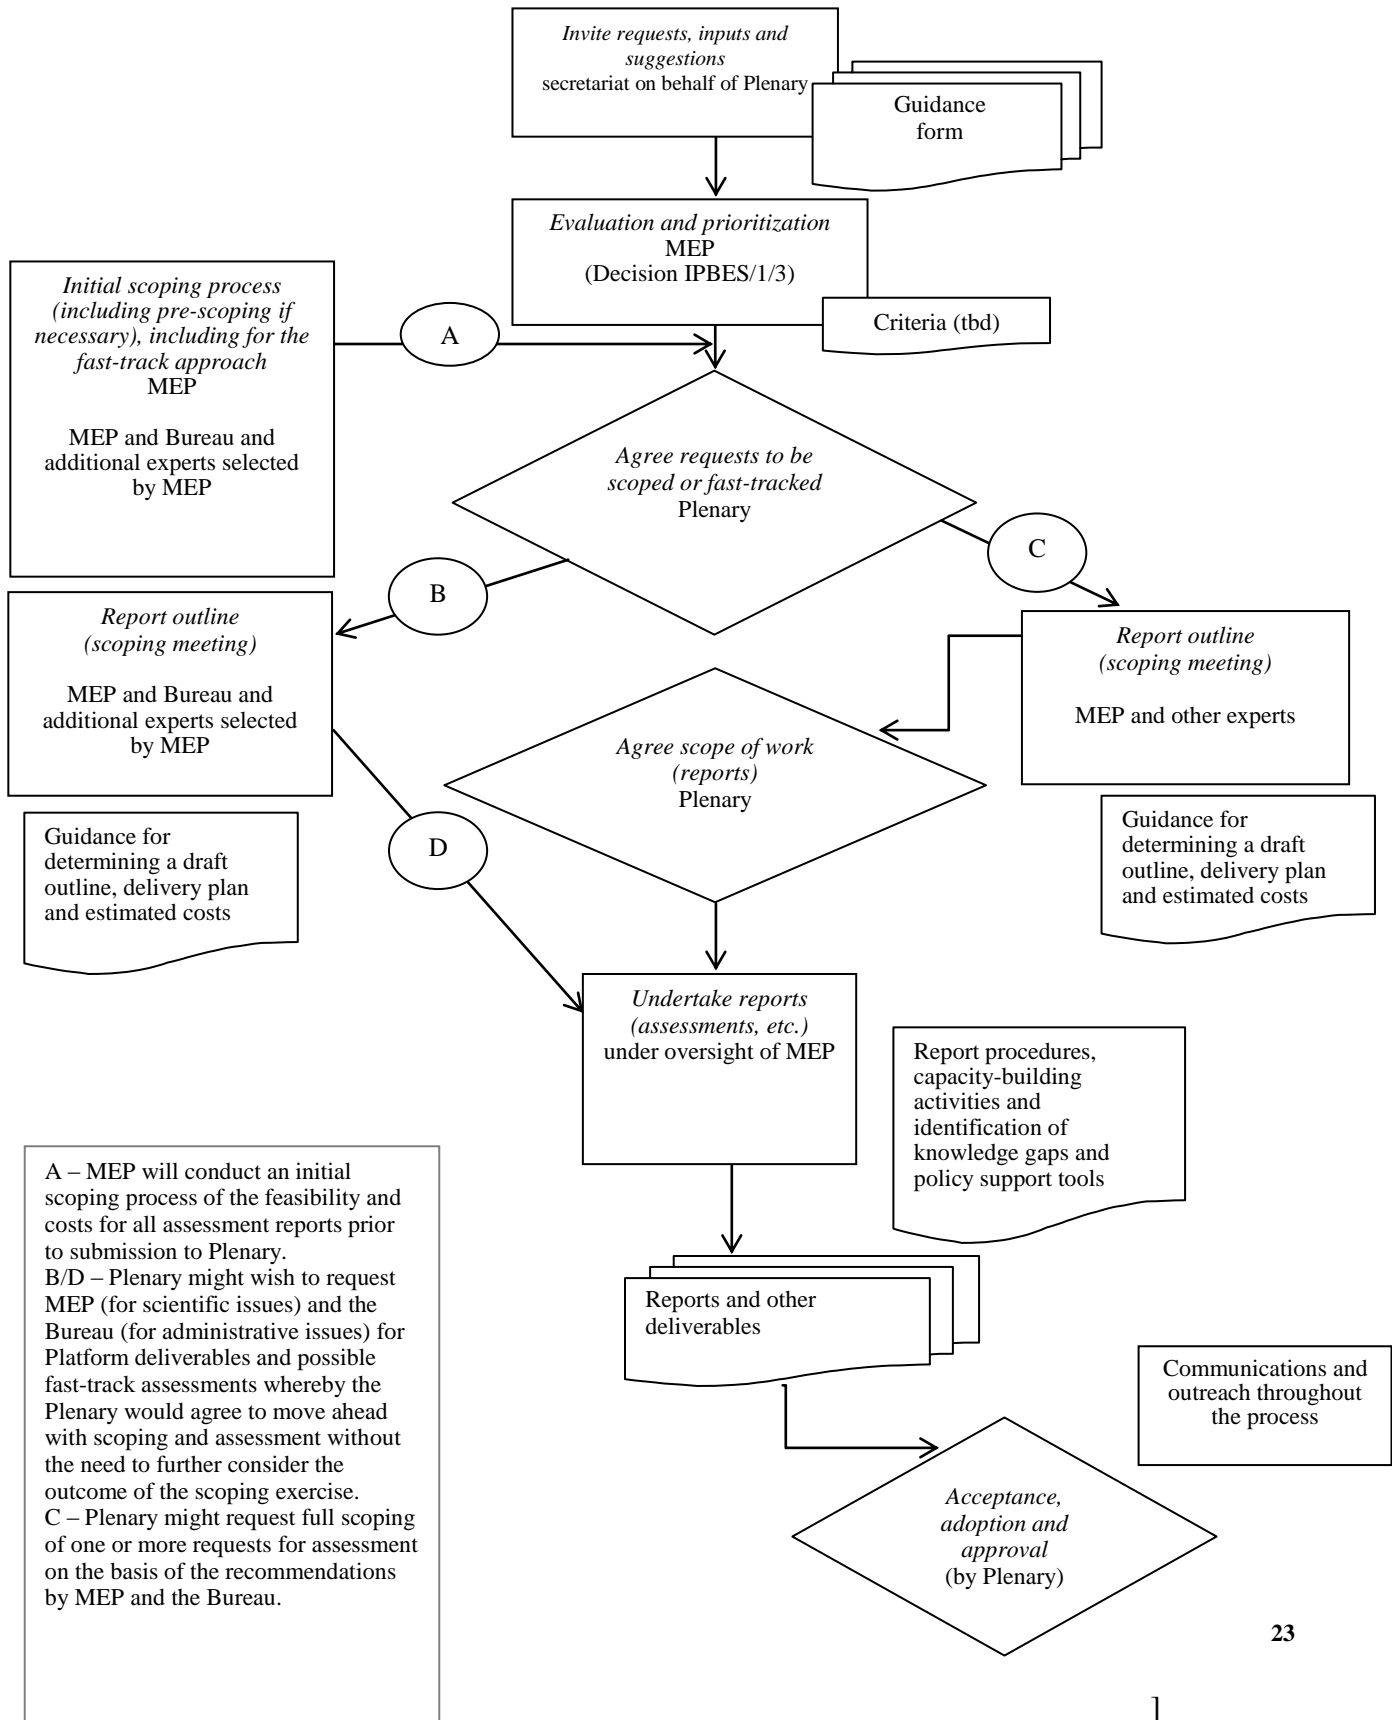 Invite requests, inputs and
suggestions
secretariat on behalf of Plenary
Guidance
form
Evaluation and prioritization
MEP
(Decision IPBES/1/3)
Criteria (tbd)
Initial scoping process
(including pre-scoping if
necessary), including for the
fast-track approach
MEP
MEP and Bureau and
additional experts selected
by MEP
A
Agree requests to be
scoped or fast-tracked
Plenary
B
C
Report outline
(scoping meeting)
MEP and Bureau and
additional experts selected
by MEP
Report outline
(scoping meeting)
MEP and other experts
Agree scope of work
(reports)
Plenary
Guidance for
determining a draft
outline, delivery plan
and estimated costs
D
Guidance for
determining a draft
outline, delivery plan
and estimated costs
Undertake reports
(assessments, etc.)
under oversight of MEP
Report procedures,
capacity-building
activities and
identification of
knowledge gaps and
policy support tools
A – MEP will conduct an initial
scoping process of the feasibility and
costs for all assessment reports prior
to submission to Plenary.
B/D – Plenary might wish to request
MEP (for scientific issues) and the
Bureau (for administrative issues) for
Platform deliverables and possible
fast-track assessments whereby the
Plenary would agree to move ahead
with scoping and assessment without
the need to further consider the
outcome of the scoping exercise.
C – Plenary might request full scoping
of one or more requests for assessment
on the basis of the recommendations
by MEP and the Bureau.
Reports and other
deliverables
Communications and
outreach throughout
the process
Acceptance,
adoption and
approval
(by Plenary)
23
]